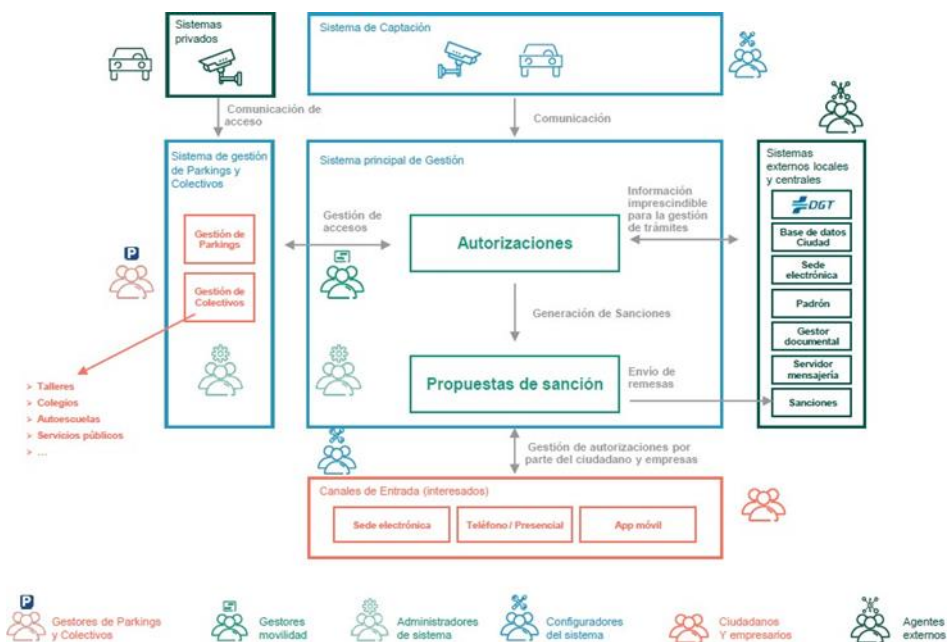 Sistemas
privados
Sistema de Captación
Comunicación de
acceso
Comunicación
Sistema de gestión
de Parkings y
Colectivos
Gestión de
Parkings
Gestión de
Colectivos
P
> Talleres
> Colegios
> Autoescuelas
> Servicios públicos
> ...
Gestión de
accesos
Sistema principal de Gestión
Autorizaciones
Generación de Sanciones
Propuestas de sanción
Información
imprescindible
para la gestión
de trámites
Envío de
remesas
Sistemas
externos locales
y centrales
DGT
Base de datos
Ciudad
Sede
electrónica
Padrón
Gestor
documental
Servidor
mensajería
Sanciones
Gestión de autorizaciones por
parte del ciudadano y empresas
Canales de Entrada (interesados)
Sede electrónica
Teléfono / Presencial
App móvil
P
Gestores de Parkings
y Colectivos
Gestores
movilidad
Administradores
de sistema
Configuradores
del sistema
Ciudadanos
Y empresarios
Agentes
externos